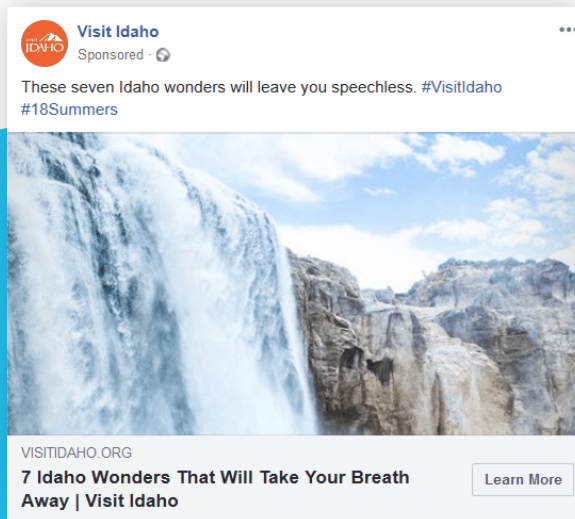 visit
IDAHO
Visit Idaho
Sponsored ·
These seven Idaho wonders will leave you speechless. #VisitIdaho
#18Summers
VISITIDAHO.ORG
7 Idaho Wonders That Will Take Your Breath
Away | Visit Idaho
Learn More